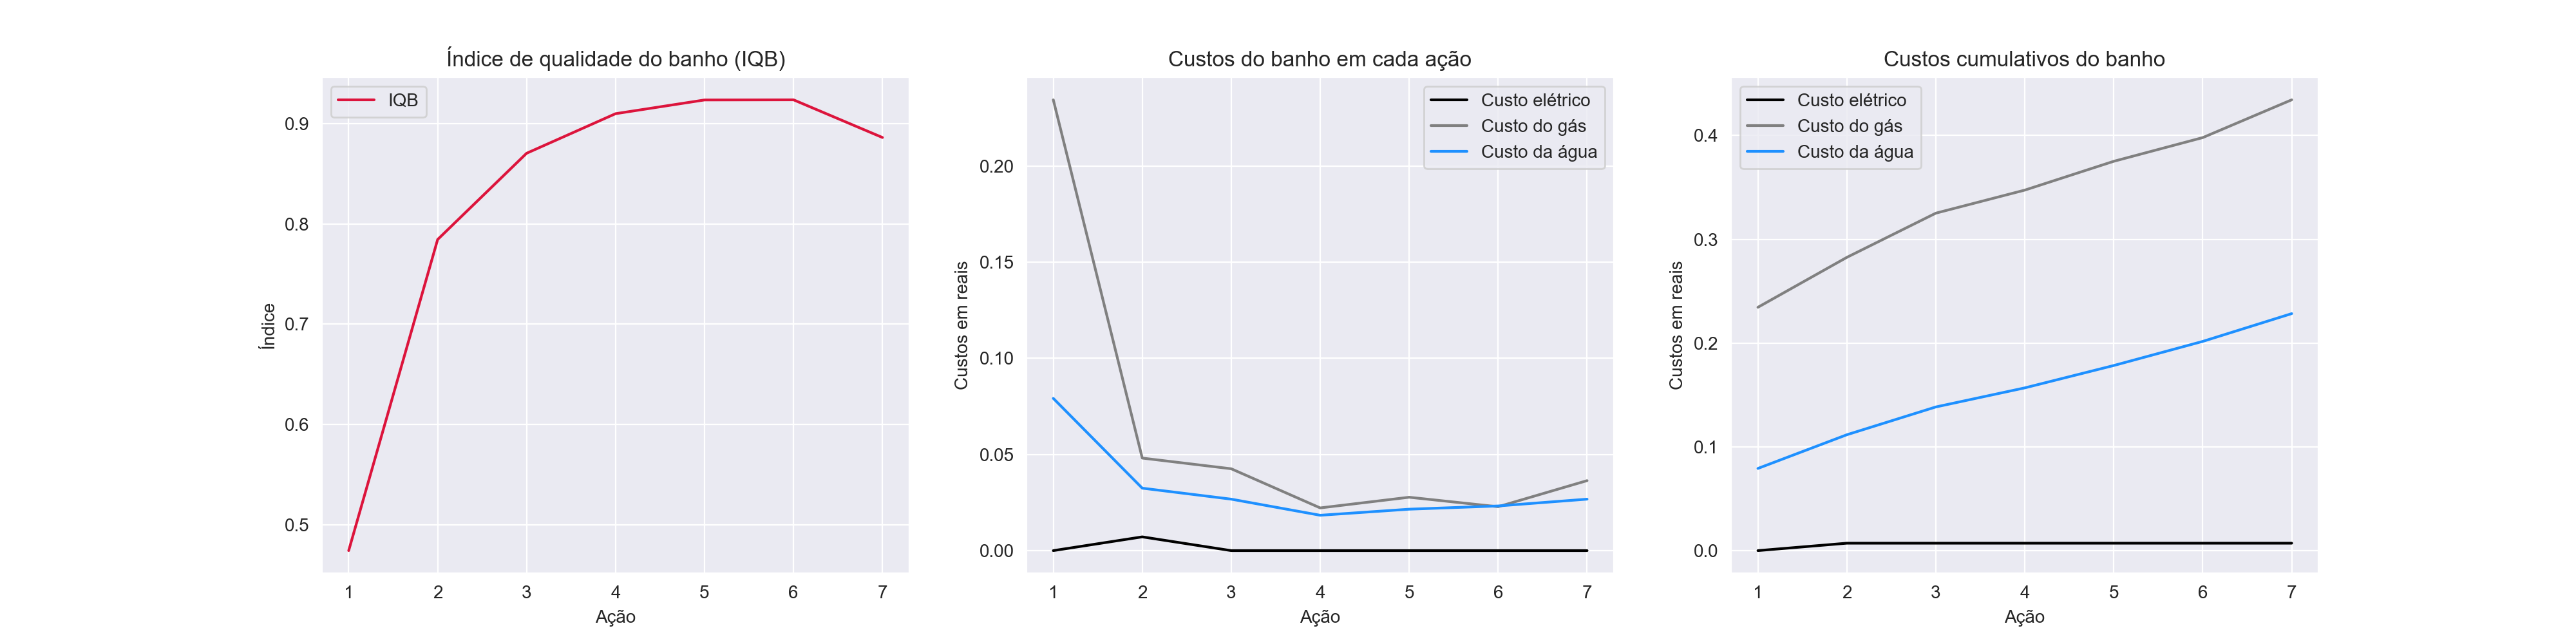 Índice de qualidade do banho (IQB)
IQB
0.9
0.8
0.7
0.6
0.5
Índice
1 2 3 4 5 6 7
Ação
Custos do banho em cada ação
Custo elétrico
Custo do gás
Custo da água
0.20
0.15
0.10
0.05
0.00
Custos em reais
1 2 3 4 5 6 7
Ação
Custos cumulativos do banho
Custo elétrico
Custo do gás
Custo da água
0.4
0.3
0.2
0.1
0.0
Custos em reais
1 2 3 4 5 6 7
Ação